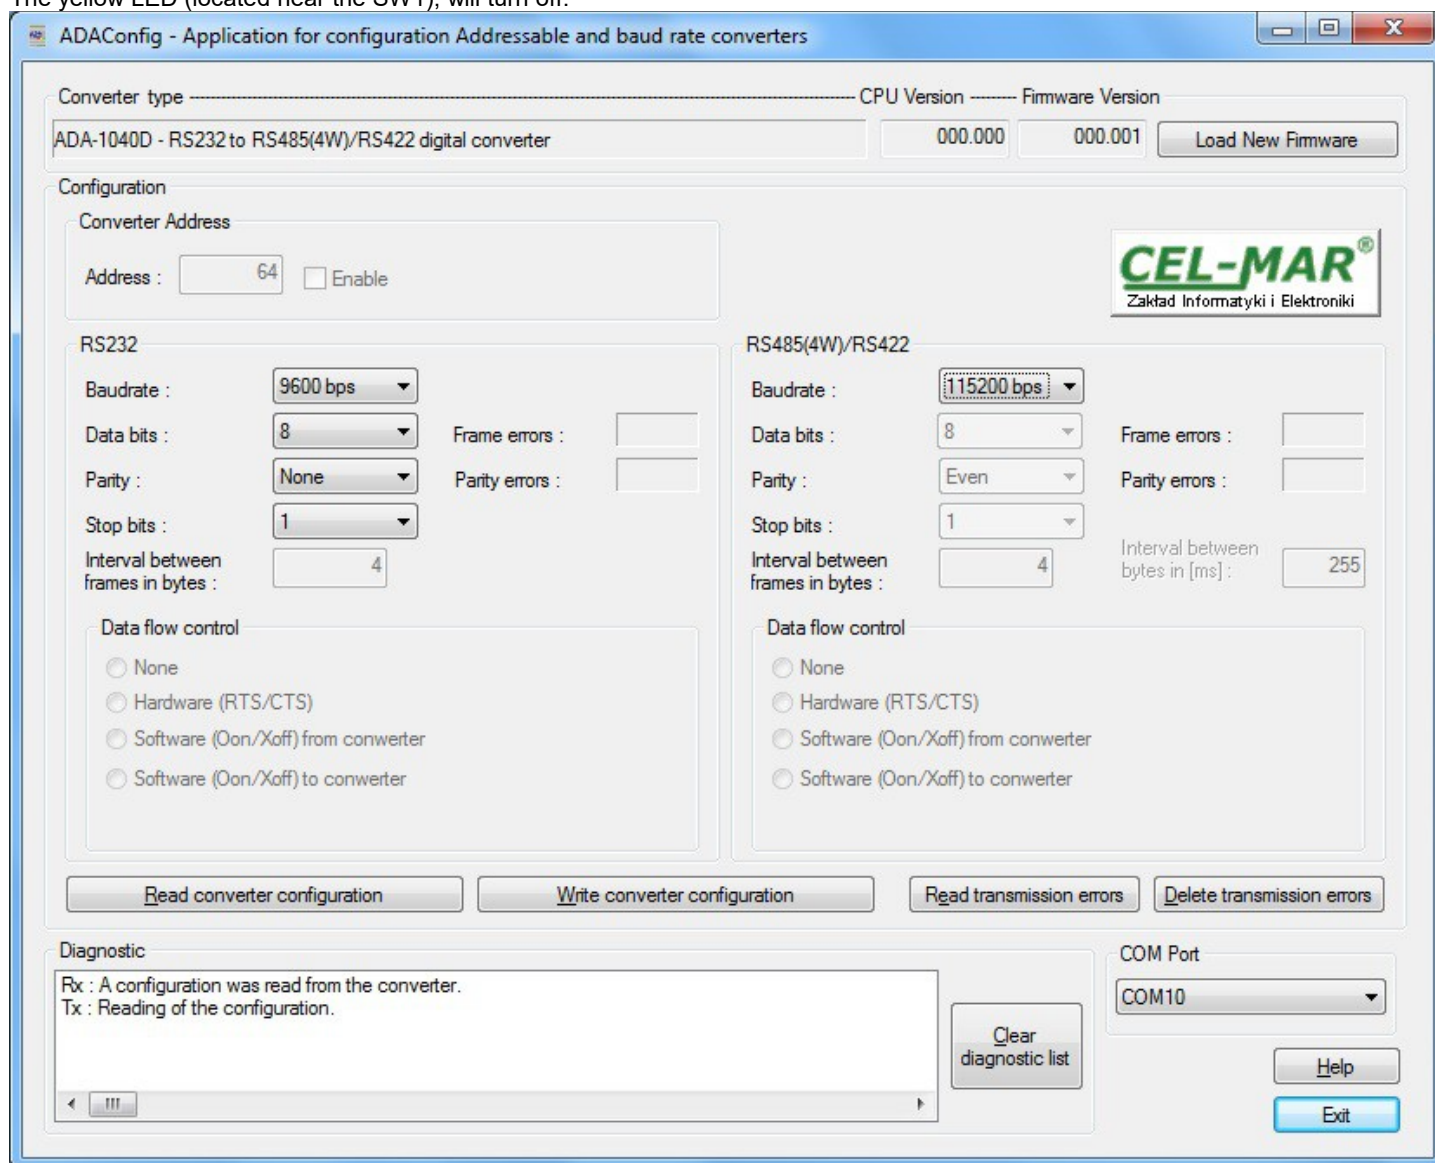 The yellow LED (located near the SW1), will turn off.
ADAConfig - Application for configuration Addressable and baud rate converters
Converter type CPU Version Firmware Version
ADA-1040D - RS232 to RS485(4W)/RS422 digital converter 000.000 000.001 Load New Firmware
Configuration
Converter Address
Address : 64 Enable
CEL-MAR®
Zakład Informatyki i Elektroniki
RS232
Baudrate : 9600 bps
Data bits : 8 Frame errors :
Parity : None Parity errors :
Stop bits : 1
Interval between
frames in bytes : 4
Data flow control
None
Hardware (RTS/CTS)
Software (Oon/Xoff) from conwerter
Software (Oon/Xoff) to conwerter
RS485(4W)/RS422
Baudrate : 115200 bps
Data bits : 8 Frame errors :
Parity : Even Parity errors :
Stop bits : 1
Interval between
frames in bytes : 4
Interval between
bytes in [ms] : 255
Data flow control
None
Hardware (RTS/CTS)
Software (Oon/Xoff) from conwerter
Software (Oon/Xoff) to conwerter
Read converter configuration Write converter configuration Read transmission errors Delete transmission errors
Diagnostic
Rx : A configuration was read from the converter.
Tx : Reading of the configuration.
Clear
diagnostic list
COM Port
COM10
Help
Exit